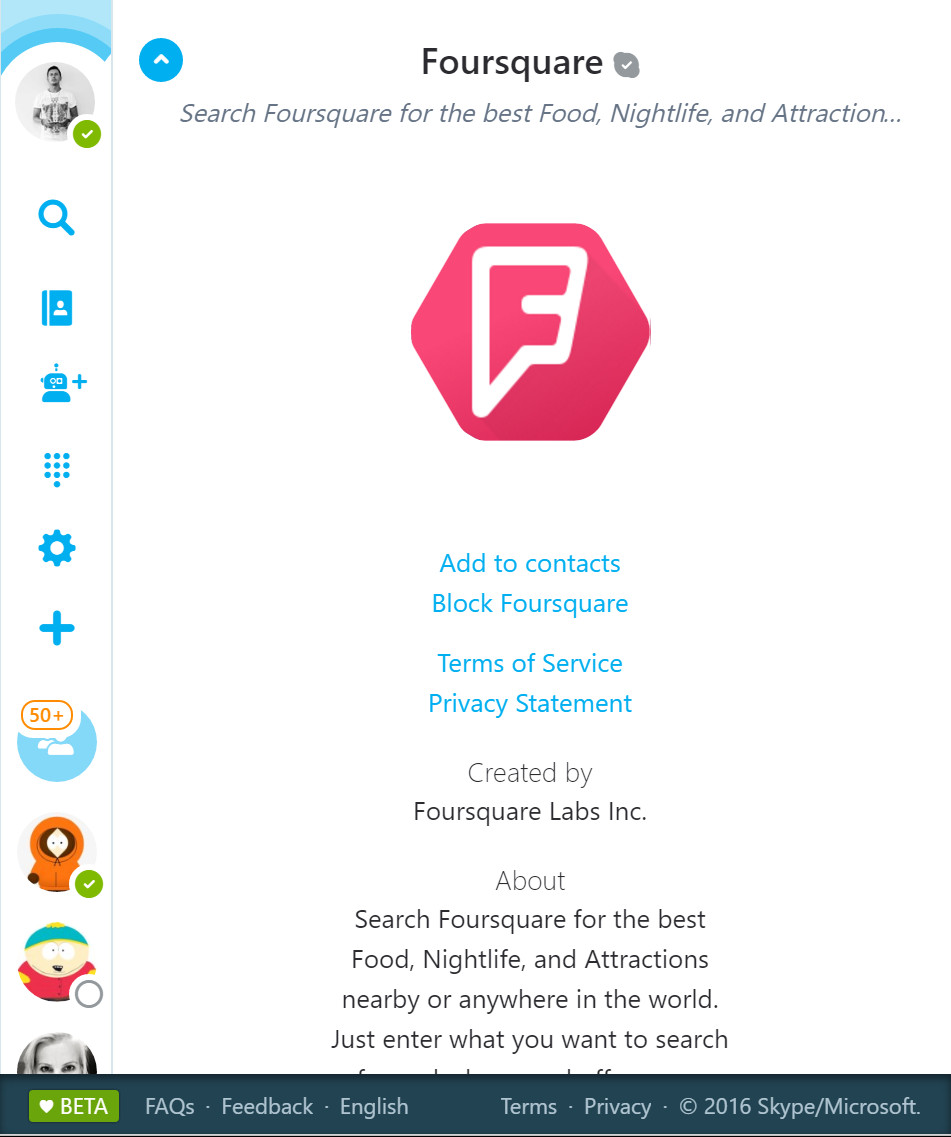 Foursquare
Search Foursquare for the best Food, Nightlife, and Attraction...
50+
Add to contacts
Block Foursquare
Terms of Service
Privacy Statement
Created by
Foursquare Labs Inc.
About
Search Foursquare for the best
Food, Nightlife, and Attractions
nearby or anywhere in the world.
Just enter what you want to search
BETA FAQs · Feedback · English Terms · Privacy · © 2016 Skype/Microsoft.